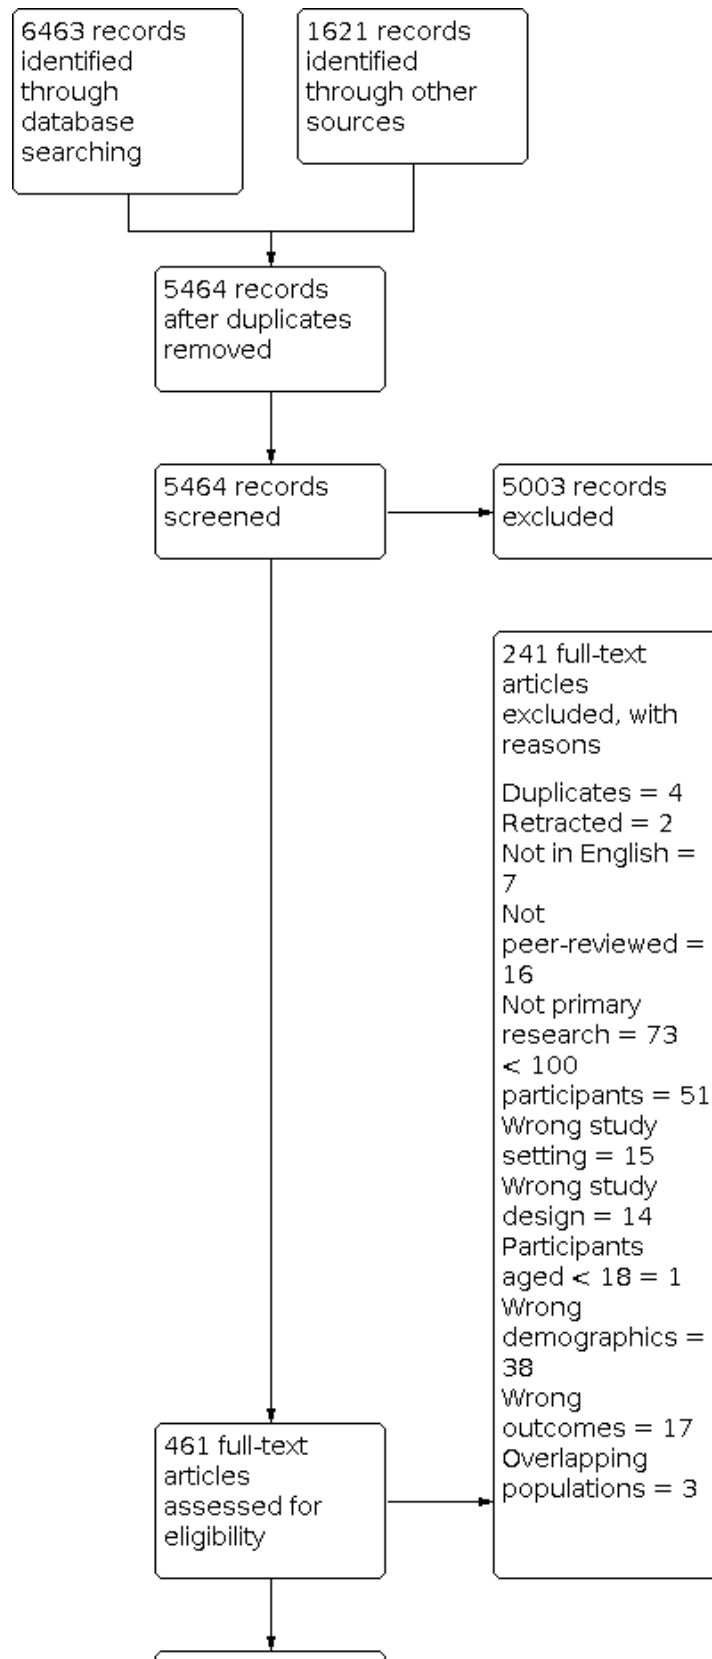 6463 records
identified
through
database
searching
1621 records
identified
through other
sources
5464 records
after duplicates
removed
5464 records
screened
5003 records
excluded
241 full-text
articles
excluded, with
reasons
Duplicates = 4
Retracted = 2
Not in English =
7
Not
peer-reviewed =
16
Not primary
research = 73
< 100
participants = 51
Wrong study
setting = 15
Wrong study
design = 14
Participants
aged < 18 = 1
Wrong
demographics =
38
Wrong
outcomes = 17
Overlapping
populations = 3
461 full-text
articles
assessed for
eligibility